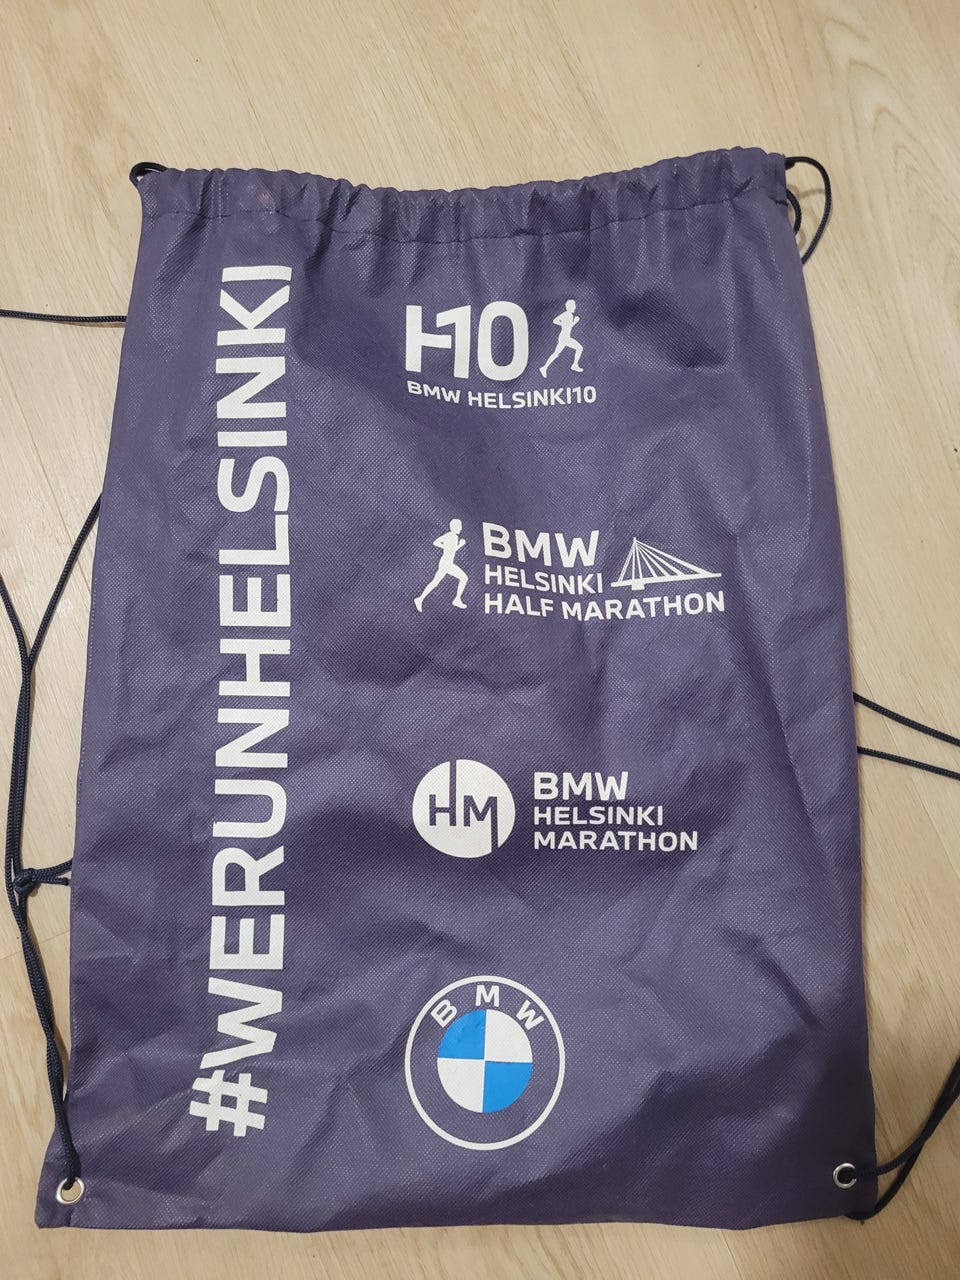 #WERUNHELSINKI
H10
BMW HELSINKI10
BMW
HELSINKI
HALF MARATHON
HM
BMW
HELSINKI
MARATHON
BMW